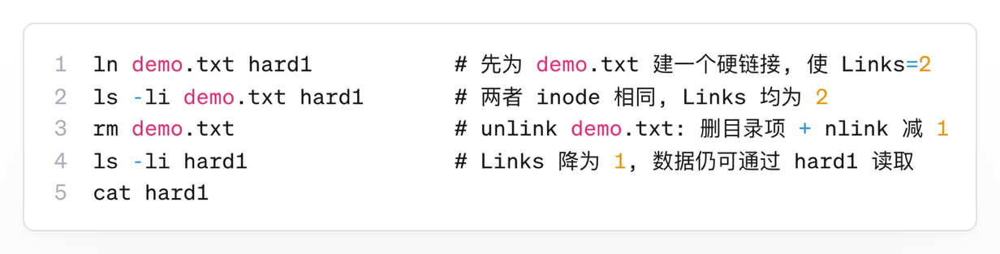 1 ln demo.txt hard1 # 先为 demo.txt 建一个硬链接, 使 Links=2
2 ls -li demo.txt hard1 # 两者 inode 相同, Links 均为 2
3 rm demo.txt # unlink demo.txt: 删目录项 + nlink 减 1
4 ls -li hard1 # Links 降为 1, 数据仍可通过 hard1 读取
5 cat hard1